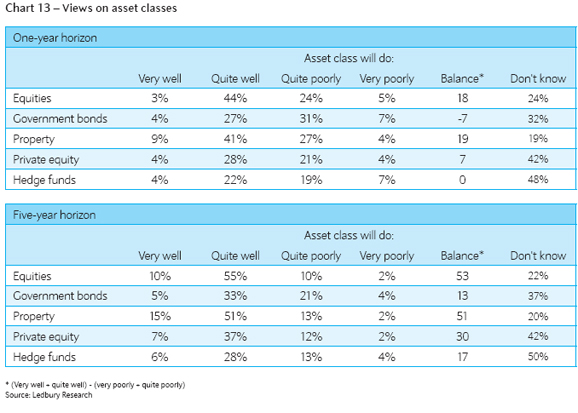 Chart 13 – Views on asset classes
One-year horizon
Asset class will do:
Very well Quite well Quite poorly Very poorly Balance* Don't know
Equities 3% 44% 24% 5% 18 24%
Government bonds 4% 27% 31% 7% -7 32%
Property 9% 41% 27% 4% 19 19%
Private equity 4% 28% 21% 4% 7 42%
Hedge funds 4% 22% 19% 7% 0 48%
Five-year horizon
Asset class will do:
Very well Quite well Quite poorly Very poorly Balance* Don't know
Equities 10% 55% 10% 2% 53 22%
Government bonds 5% 33% 21% 4% 13 37%
Property 15% 51% 13% 2% 51 20%
Private equity 7% 37% 12% 2% 30 42%
Hedge funds 6% 28% 13% 4% 17 50%
* (Very well + quite well) - (very poorly + quite poorly)
Source: Ledbury Research